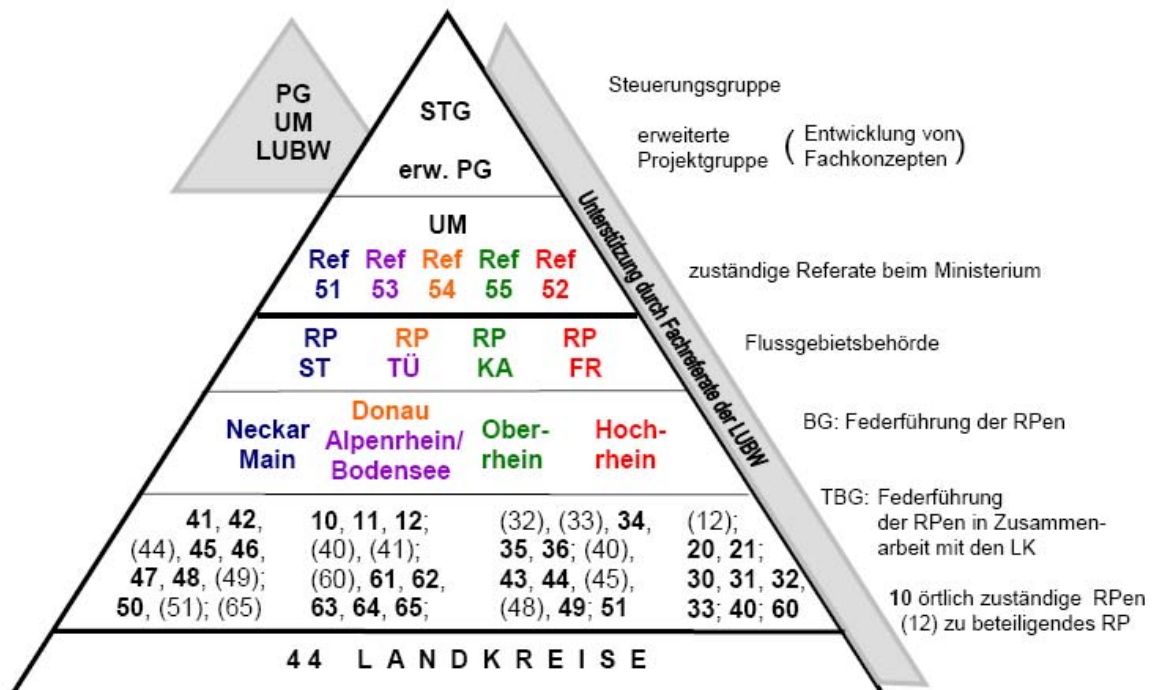 PG
UM
LUBW
STG
erw. PG
UM
Ref Ref Ref Ref Ref
51 53 54 55 52
RP RP RP RP
ST TÜ KA FR
Neckar
Main
Donau
Alpenrhein/
Bodensee
Ober-
rhein
Hoch-
rhein
41, 42,
(44), 45, 46,
47, 48, (49);
50, (51); (65)
10, 11, 12;
(40), (41);
(60), 61, 62,
63, 64, 65;
(32), (33), 34,
35, 36; (40),
43, 44, (45),
(48), 49; 51
(12);
20, 21;
30, 31, 32,
33; 40; 60
44 LANDKREISE
Unterstützung durch Fachreferate der LUBW
Steuerungsgruppe
erweiterte
Projektgruppe
( Entwicklung von
Fachkonzepten )
zuständige Referate beim Ministerium
Flussgebietsbehörde
BG: Federführung der RPen
TBG: Federführung
der RPen in Zusammen-
arbeit mit den LK
10 örtlich zuständige RPen
(12) zu beteiligendes RP